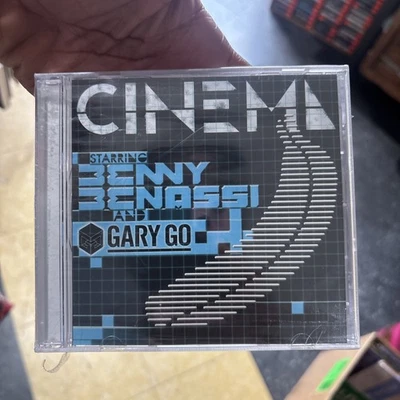 CINEMA
STARRING
BENNY
BENASSI
AND
GARY GO